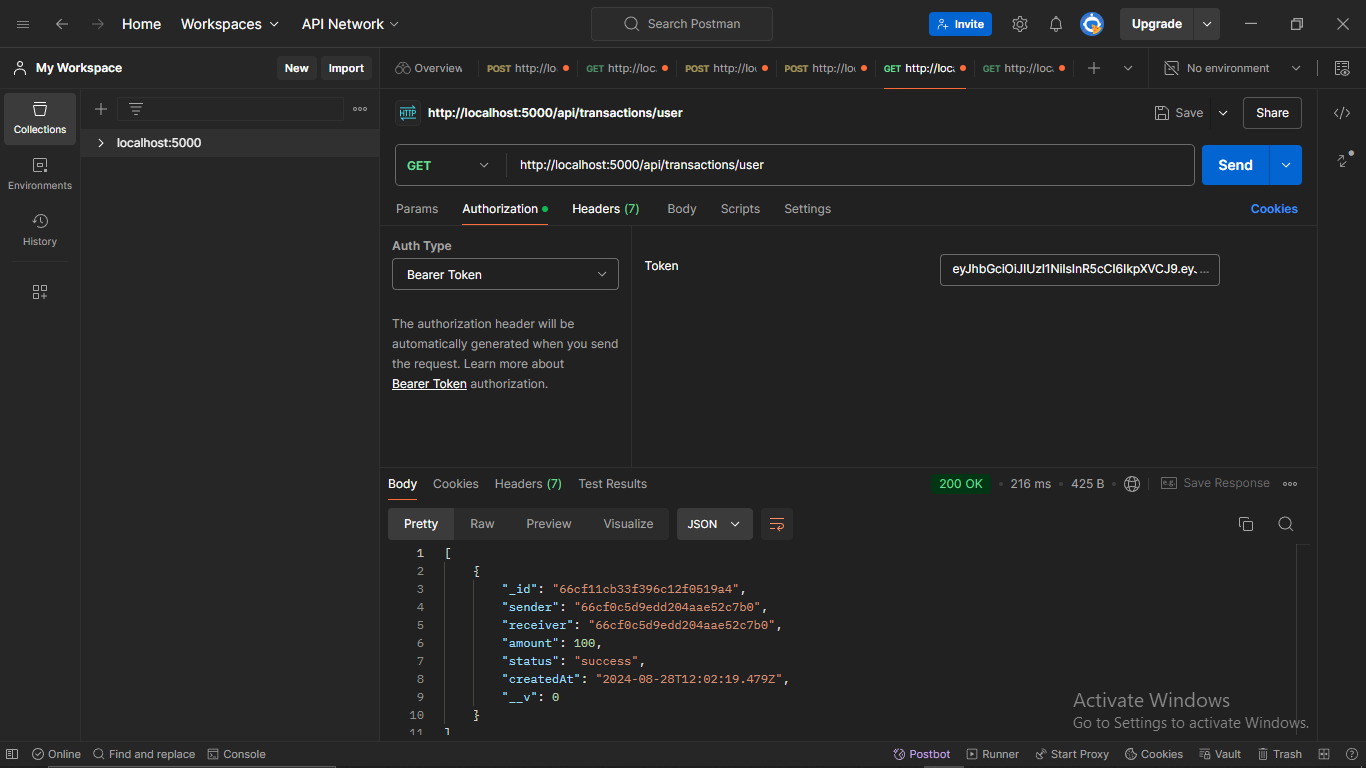 Home Workspaces API Network Search Postman Invite Upgrade
My Workspace New Import Overview POST http://lo GET http://loc. POST http://lo POST http://lo GET http://loc. GET http://loc. No environment
Collections
localhost:5000
Environments
History
HTTP http://localhost:5000/api/transactions/user Save Share
GET http://localhost:5000/api/transactions/user Send
Params Authorization Headers (7) Body Scripts Settings Cookies
Auth Type
Bearer Token
Token
The authorization header will be
automatically generated when you send
the request. Learn more about
Bearer Token authorization.
Body Cookies Headers (7) Test Results 200 OK 216 ms 425 B e.g. Save Response
Pretty Raw Preview Visualize JSON
1 [
2 {
3 "_id": "66cf11cb33f396c12f0519a4",
4 "sender": "66cf0c5d9edd204aae52c7b0",
5 "receiver": "66cf0c5d9edd204aae52c7b0",
6 "amount": 100,
7 "status": "success",
8 "createdAt": "2024-08-28T12:02:19.479Z",
9 "__v": 0
10 }
11 ]
Activate Windows
Go to Settings to activate Windows.
Online Find and replace Console Postbot Runner Start Proxy Cookies Vault Trash